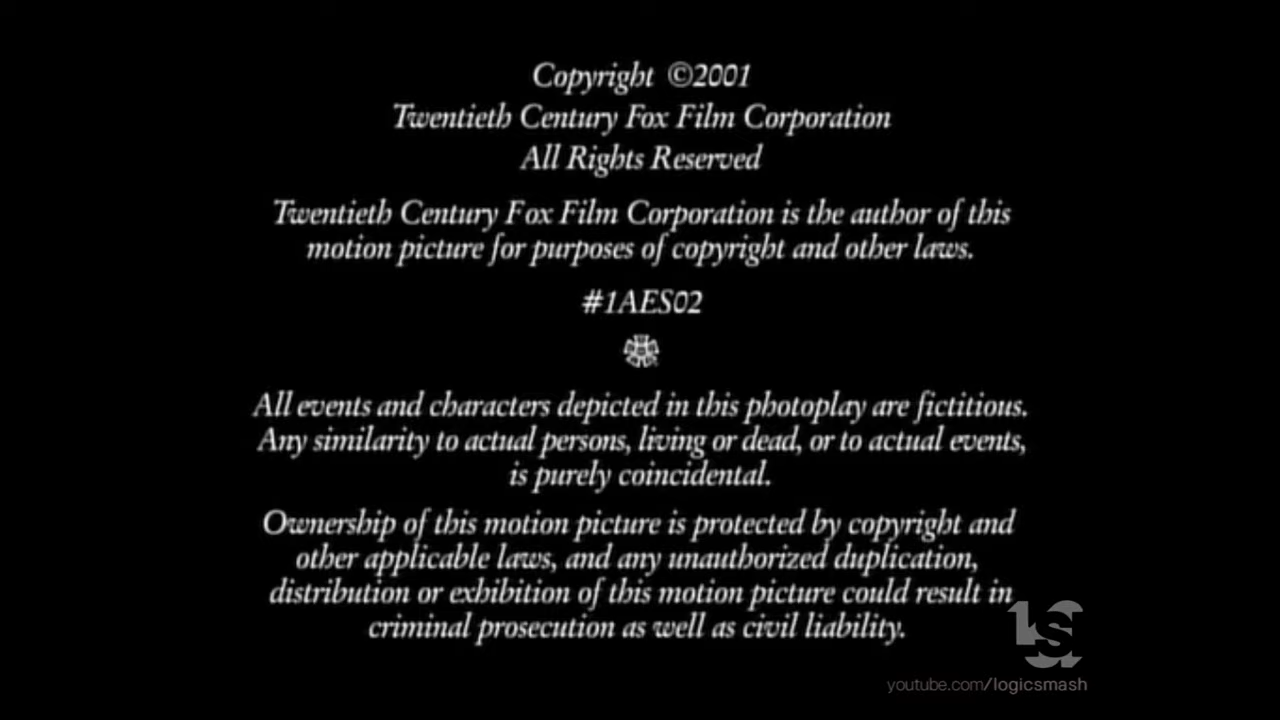 Copyright ©2001
Twentieth Century Fox Film Corporation
All Rights Reserved
Twentieth Century Fox Film Corporation is the author of this
motion picture for purposes of copyright and other laws.
#1AES02
All events and characters depicted in this photoplay are fictitious.
Any similarity to actual persons, living or dead, or to actual events,
is purely coincidental.
Ownership of this motion picture is protected by copyright and
other applicable laws, and any unauthorized duplication,
distribution or exhibition of this motion picture could result in
criminal prosecution as well as civil liability.
1S
youtube.com/logicsmash